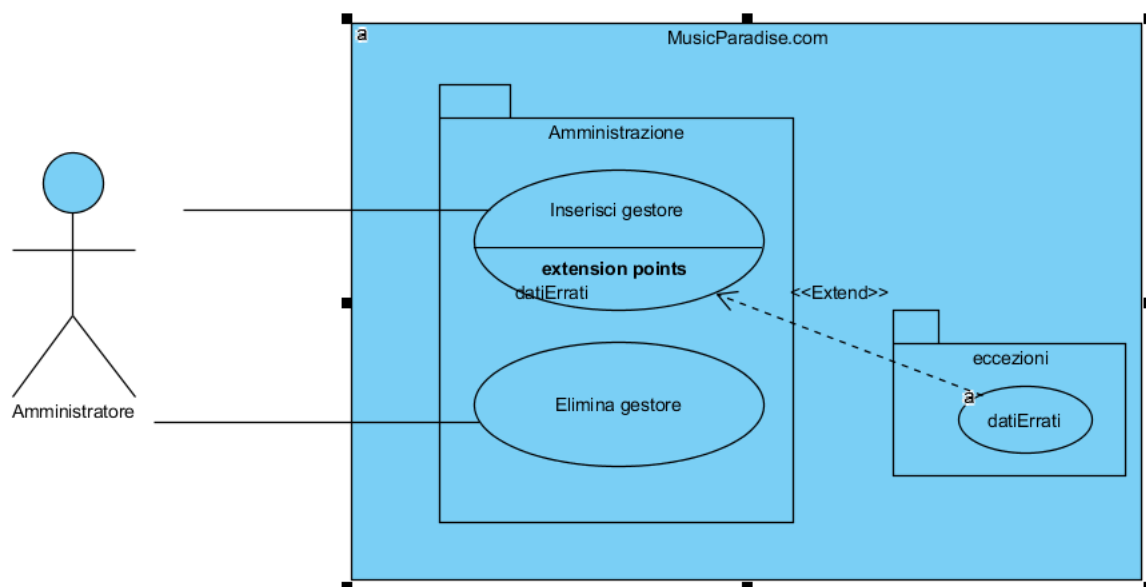 a
MusicParadise.com
Amministrazione
Inserisci gestore
extension points
datiErrati
<<Extend>>
eccezioni
a
datiErrati
Elimina gestore
Amministratore